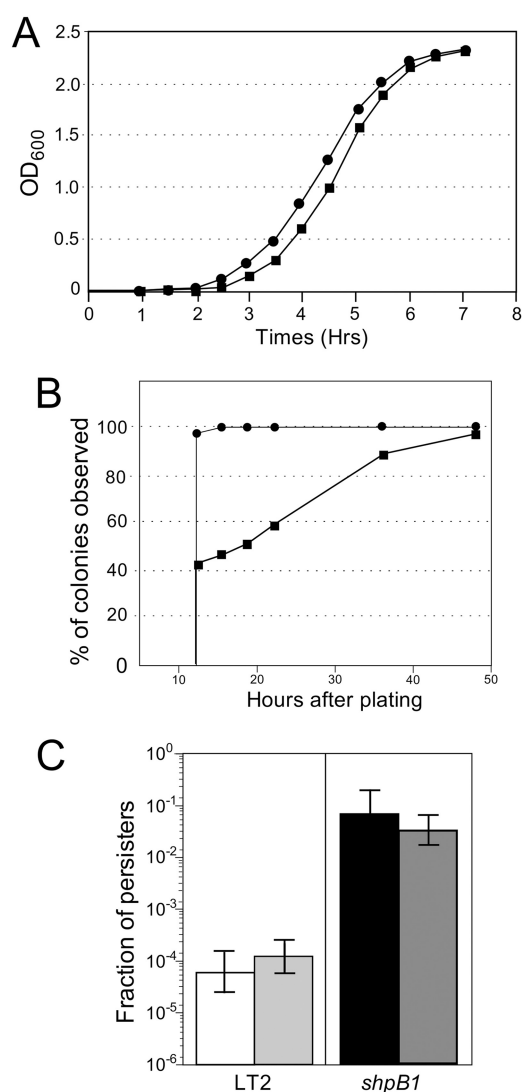 A
2.5
2.0
1.5
1.0
0.5
0
OD600
0 1 2 3 4 5 6 7 8
Times (Hrs)
B
100
80
60
40
20
0
% of colonies observed
10 20 30 40 50
Hours after plating
C
10^0
10^-1
10^-2
10^-3
10^-4
10^-5
10^-6
Fraction of persisters
LT2 shpB1